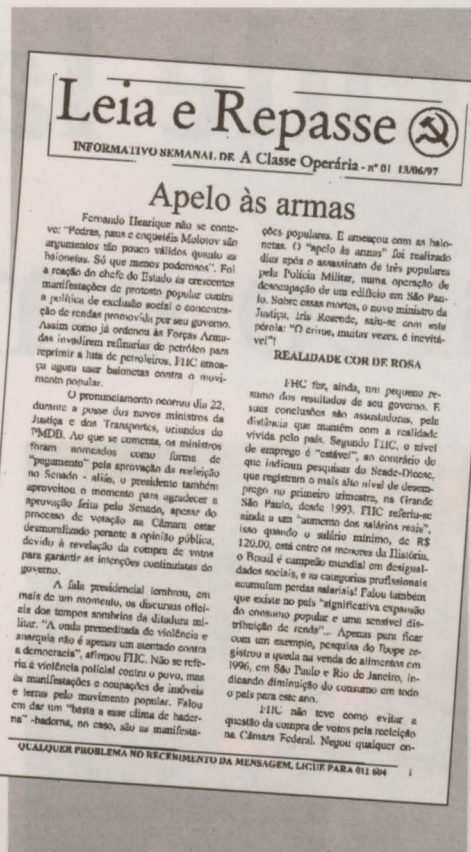 Leia e Repasse
INFORMATIVO SEMANAL DE A Classe Operária - nº 01 13/06/97
Apelo às armas
Fernando Henrique não se conte-
ve: "Pedras, paus e coquetéis Molotov são
argumentos tão pouco válidos quanto as
baionetas. Só que menos poderosos". Foi
a reação do chefe do Estado às crescentes
manifestações de protesto popular contra
a política de exclusão social e concentra-
ção de rendas promovida por seu governo.
Assim como já ordenou às Forças Arma-
das invadirem refinarias de petróleo para
reprimir a luta de petroleiros, FHC amea-
ça agora usar baionetas contra o movi-
mento popular.
O pronunciamento ocorreu dia 22,
durante a posse dos novos ministros da
Justiça e dos Transportes, oriundos do
PMDB. Ao que se comenta, os ministros
foram nomeados como forma de
"pagamento" pela aprovação da reeleição
no Senado - aliás, o presidente também
aproveitou o momento para agradecer a
aprovação feita pelo Senado, apesar do
processo de votação na Câmara estar
desmoralizado perante a opinião pública,
devido à revelação da compra de votos
para garantir as intenções continuistas do
governo.
A fala presidencial lembrou, em
mais de um momento, os discursos ofici-
ais dos tempos sombrios da ditadura mi-
litar. "A onda premeditada de violência e
anarquia não é apenas um atentado contra
a democracia", afirmou FHC. Não se refe-
ria à violência policial contra o povo, mas
às manifestações e ocupações de imóveis
e terras pelo movimento popular. Falou
em dar um "basta a esse clima de bader-
na" -baderna, no caso, são as manifesta-
ções populares. E ameaçou com as baio-
netas. O "apelo às armas" foi realizado
dias após o assassinato de três populares
pela Polícia Militar, numa operação de
desocupação de um edifício em São Pau-
lo. Sobre essas mortes, o novo ministro da
Justiça, Iris Resende, saiu-se com esta
pérola: "O crime, muitas vezes, é inevitá-
vel"!
REALIDADE COR DE ROSA
FHC fez, ainda, um pequeno re-
sumo dos resultados de seu governo. E
suas conclusões são assustadoras, pela
distância que mantêm com a realidade
vivida pelo país. Segundo FHC, o nível
de emprego é "estável", ao contrário do
que indicam pesquisas do Seade-Dieese,
que registram o mais alto nível de desem-
prego no primeiro trimestre, na Grande
São Paulo, desde 1993. FHC referiu-se
ainda a um "aumento dos salários reais",
isso quando o salário mínimo, de R$
120,00, está entre os menores da História,
o Brasil é campeão mundial em desigual-
dades sociais, e as categorias profissionais
acumulam perdas salariais! Falou também
que existe no país "significativa expansão
do consumo popular e uma sensível dis-
tribuição de renda"... Apenas para ficar
com um exemplo, pesquisa do Ibope re-
gistrou a queda na venda de alimentos em
1996, em São Paulo e Rio de Janeiro, in-
dicando diminuição do consumo em todo
o país para este ano.
FHC não teve como evitar a
questão da compra de votos pela reeleição
na Câmara Federal. Negou qualquer en-
QUALQUER PROBLEMA NO RECEBIMENTO DA MENSAGEM, LIGUE PARA 011 604 1